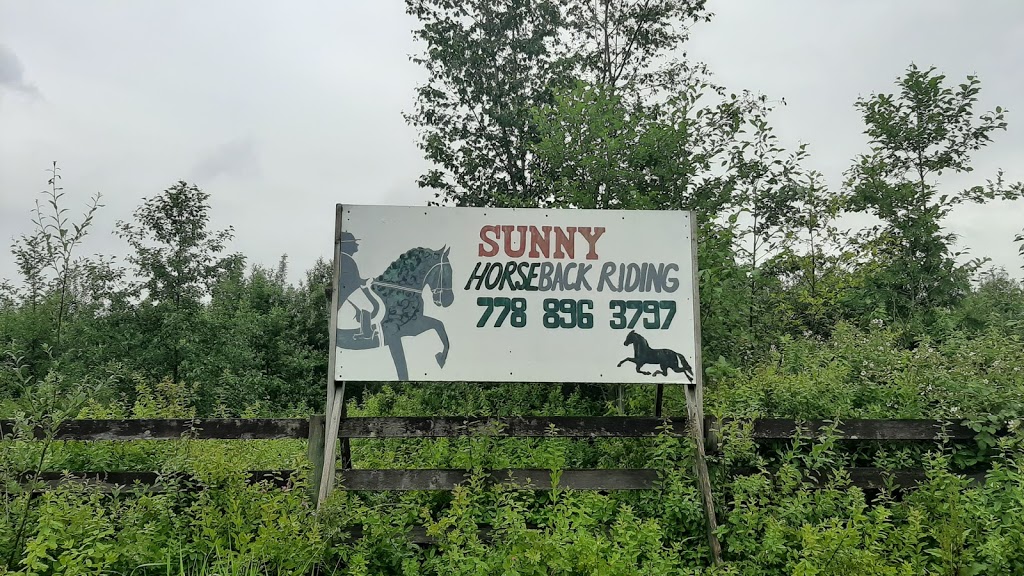 SUNNY
HORSEBACK RIDING
778 896 3797